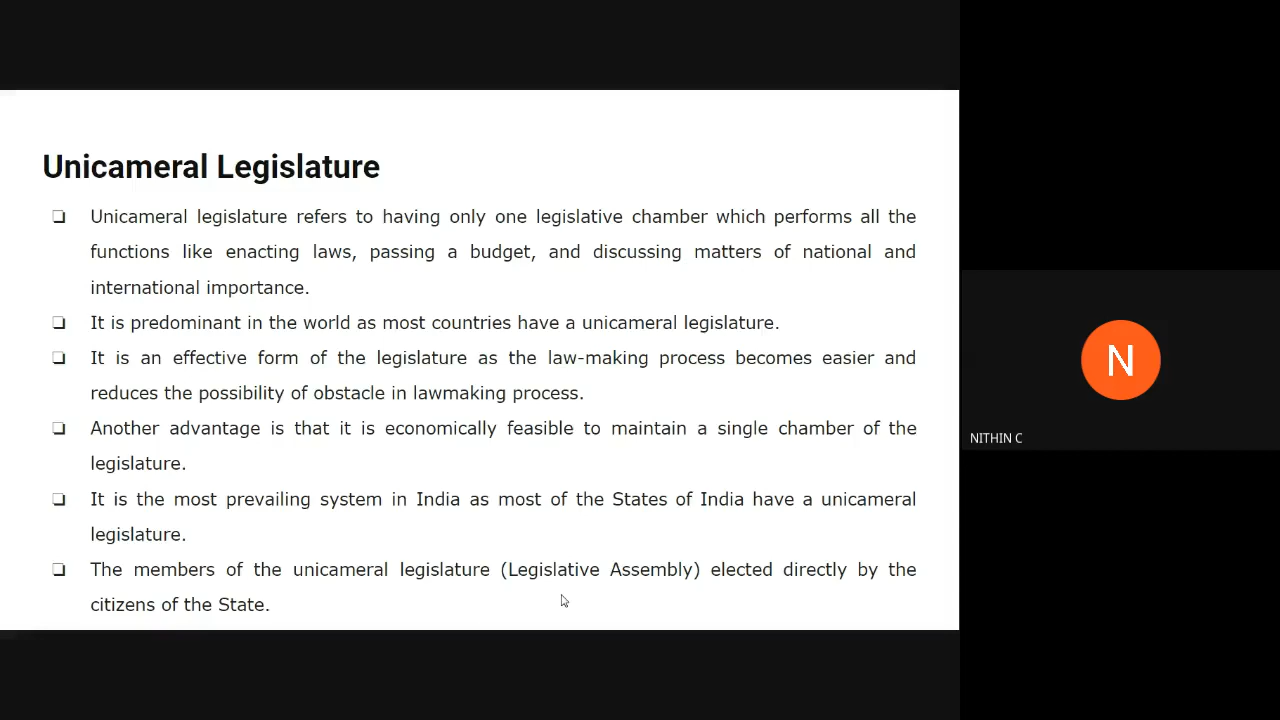 Unicameral Legislature
❏ Unicameral legislature refers to having only one legislative chamber which performs all the
functions like enacting laws, passing a budget, and discussing matters of national and
international importance.
❏ It is predominant in the world as most countries have a unicameral legislature.
❏ It is an effective form of the legislature as the law-making process becomes easier and
reduces the possibility of obstacle in lawmaking process.
❏ Another advantage is that it is economically feasible to maintain a single chamber of the
legislature.
❏ It is the most prevailing system in India as most of the States of India have a unicameral
legislature.
❏ The members of the unicameral legislature (Legislative Assembly) elected directly by the
citizens of the State.
N
NITHIN C